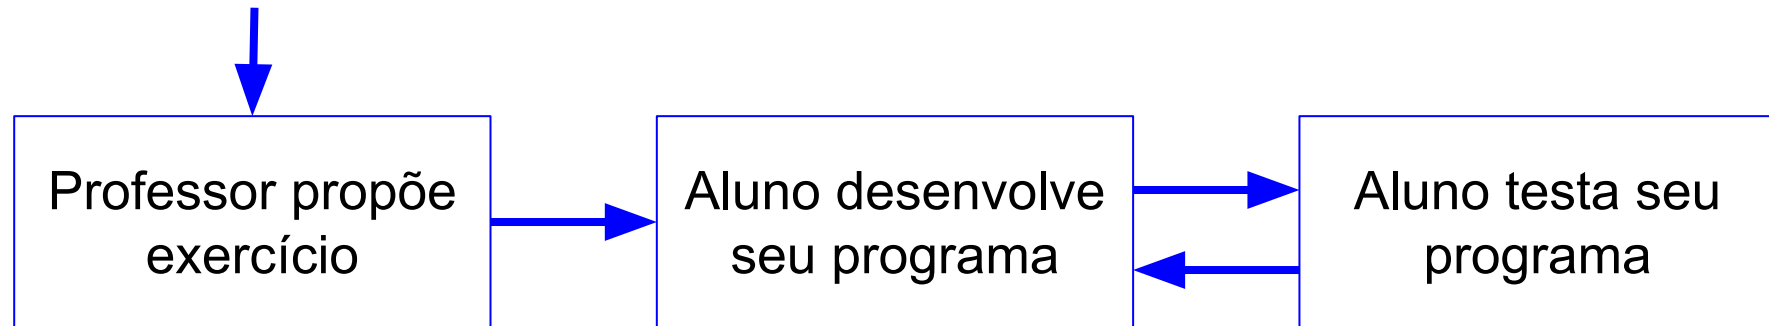 Professor propõe
exercício
Aluno desenvolve
seu programa
Aluno testa seu
programa